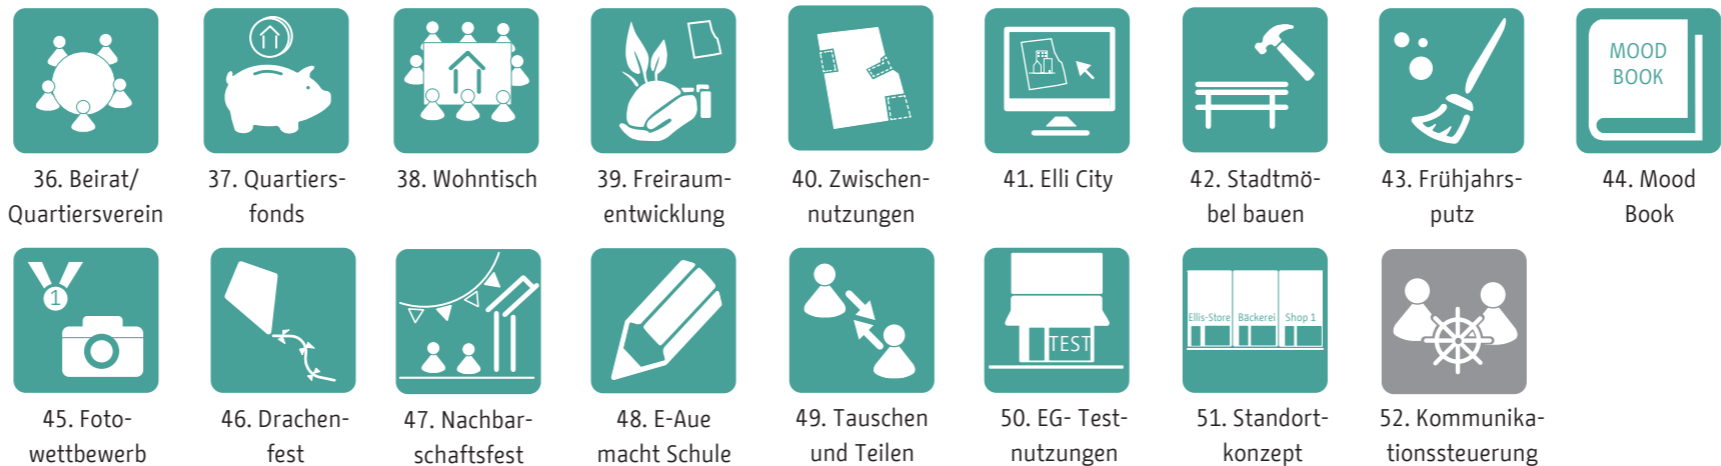 MOOD
BOOK
36. Beirat/
Quartiersverein
37. Quartiers-
fonds
38. Wohntisch
39. Freiraum-
entwicklung
40. Zwischen-
nutzungen
41. Elli City
42. Stadtmö-
bel bauen
43. Frühjahrs-
putz
44. Mood
Book
1
TEST
Ellis-Store
Bäckerei
Shop 1
45. Foto-
wettbewerb
46. Drachen-
fest
47. Nachbar-
schaftsfest
48. E-Aue
macht Schule
49. Tauschen
und Teilen
50. EG- Test-
nutzungen
51. Standort-
konzept
52. Kommunika-
tionssteuerung